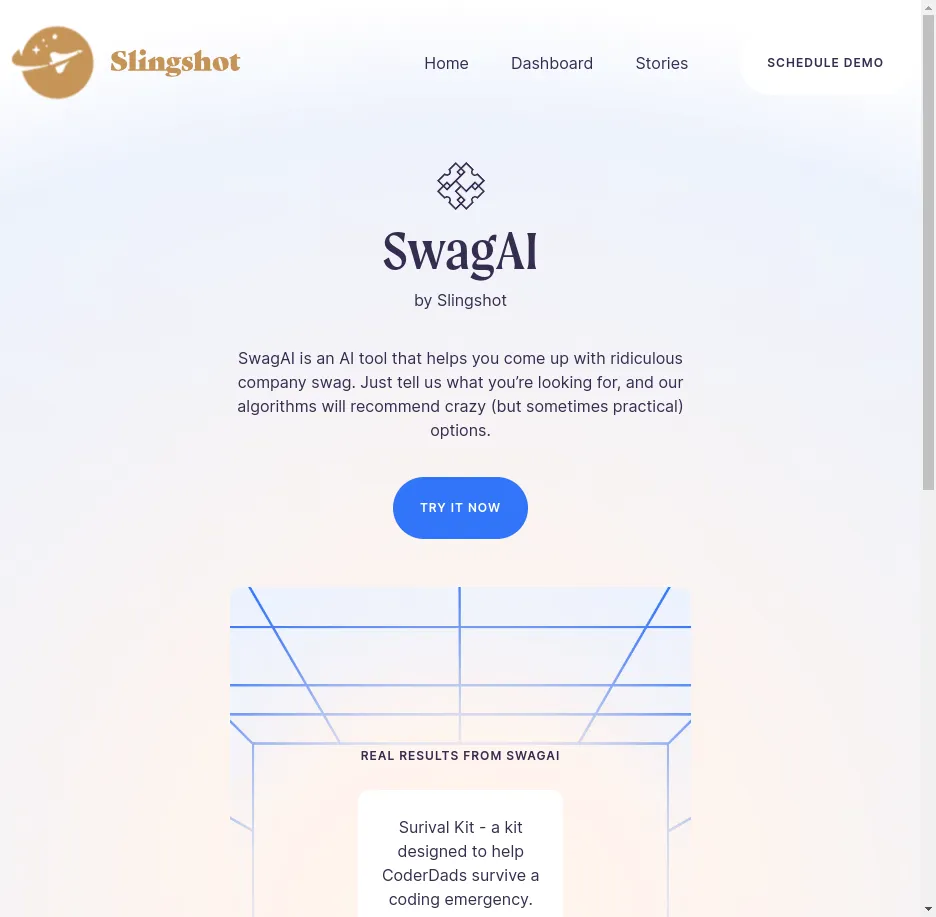 Slingshot
Home
Dashboard
Stories
SCHEDULE DEMO
SwagAI
by Slingshot
SwagAI is an AI tool that helps you come up with ridiculous
company swag. Just tell us what you’re looking for, and our
algorithms will recommend crazy (but sometimes practical)
options.
TRY IT NOW
REAL RESULTS FROM SWAGAI
Surival Kit - a kit
designed to help
CoderDads survive a
coding emergency.